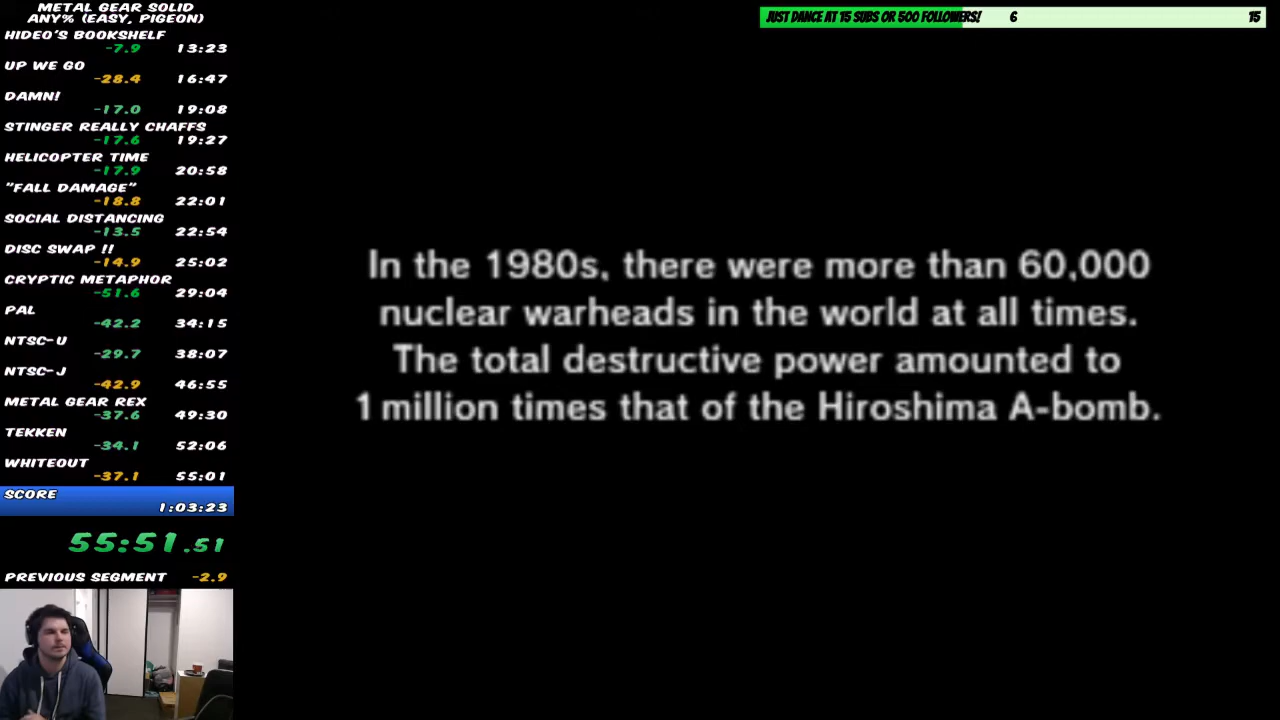 METAL GEAR SOLID
ANY% (EASY, PIGEON)
HIDEO'S BOOKSHELF
-7.9 13:23
UP WE GO
-28.4 16:47
DAMN!
-17.0 19:08
STINGER REALLY CHAFFS
-17.6 19:27
HELICOPTER TIME
-17.9 20:58
"FALL DAMAGE"
-18.8 22:01
SOCIAL DISTANCING
-13.5 22:54
DISC SWAP !!
-14.9 25:02
CRYPTIC METAPHOR
-51.6 29:04
PAL
-42.2 34:15
NTSC-U
-29.7 38:07
NTSC-J
-42.9 46:55
METAL GEAR REX
-37.6 49:30
TEKKEN
-34.1 52:06
WHITEOUT
-37.1 55:01
SCORE
1:03:23
55:51.51
PREVIOUS SEGMENT -2.9
JUST DANCE AT 15 SUBS OR 500 FOLLOWERS! 6 15
In the 1980s, there were more than 60,000
nuclear warheads in the world at all times.
The total destructive power amounted to
1 million times that of the Hiroshima A-bomb.